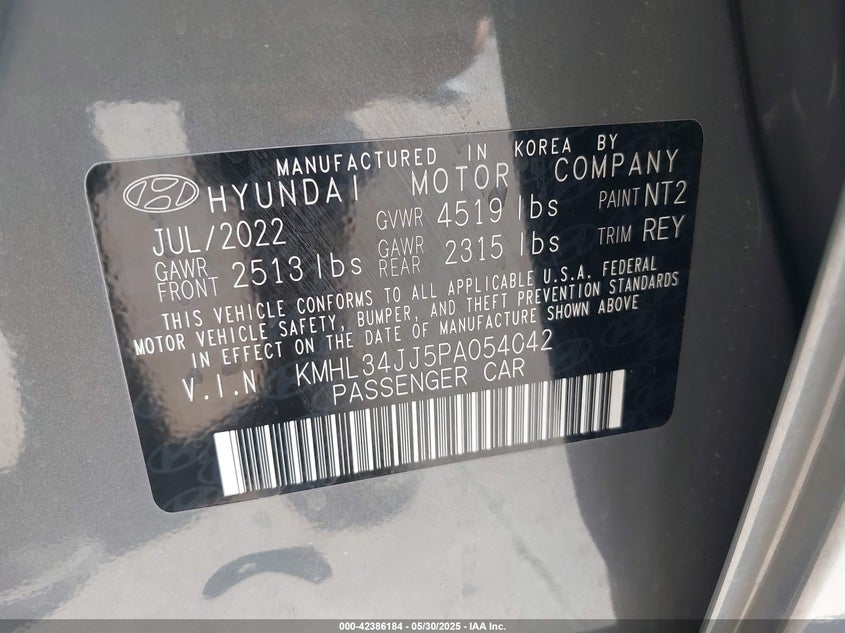 MANUFACTURED IN KOREA BY
HYUNDAI MOTOR COMPANY
JUL/2022 GVWR 4519 lbs PAINT NT2
GAWR FRONT 2513 lbs GAWR REAR 2315 lbs TRIM REY
THIS VEHICLE CONFORMS TO ALL APPLICABLE U.S.A. FEDERAL
MOTOR VEHICLE SAFETY, BUMPER, AND THEFT PREVENTION STANDARDS
IN EFFECT ON THE DATE OF MANUFACTURE SHOWN ABOVE
V.I.N KMHL34JJ5PA054042
PASSENGER CAR
000-42386184 - 05/30/2025 - IAA Inc.